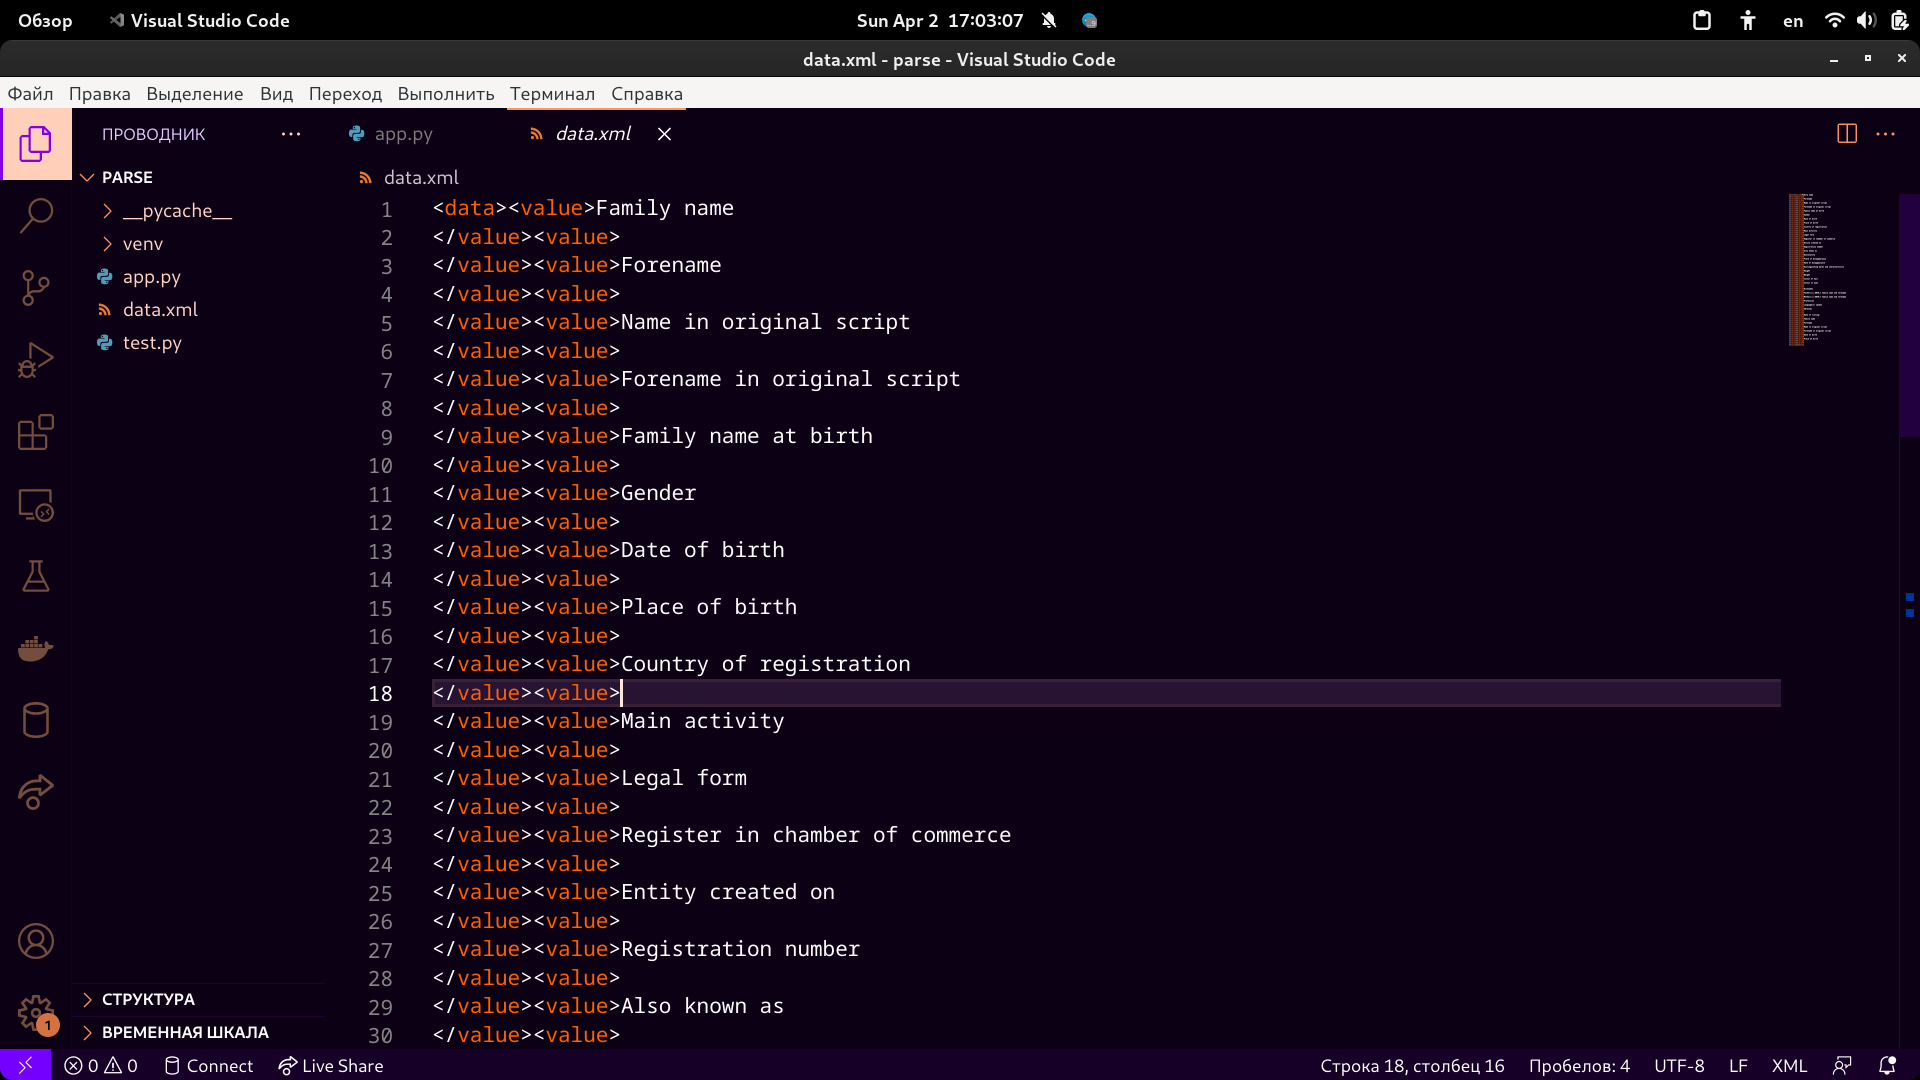 Обзор Visual Studio Code Sun Apr 2 17:03:07 en
data.xml - parse - Visual Studio Code
Файл Правка Выделение Вид Переход Выполнить Терминал Справка
ПРОВОДНИК ··· app.py data.xml
PARSE
__pycache__
venv
app.py
data.xml
test.py
СТРУКТУРА
ВРЕМЕННАЯ ШКАЛА
1
data.xml
1 <data><value>Family name
2 </value><value>
3 </value><value>Forename
4 </value><value>
5 </value><value>Name in original script
6 </value><value>
7 </value><value>Forename in original script
8 </value><value>
9 </value><value>Family name at birth
10 </value><value>
11 </value><value>Gender
12 </value><value>
13 </value><value>Date of birth
14 </value><value>
15 </value><value>Place of birth
16 </value><value>
17 </value><value>Country of registration
18 </value><value>
19 </value><value>Main activity
20 </value><value>
21 </value><value>Legal form
22 </value><value>
23 </value><value>Register in chamber of commerce
24 </value><value>
25 </value><value>Entity created on
26 </value><value>
27 </value><value>Registration number
28 </value><value>
29 </value><value>Also known as
30 </value><value>
0 0 Connect Live Share Строка 18, столбец 16 Пробелов: 4 UTF-8 LF XML